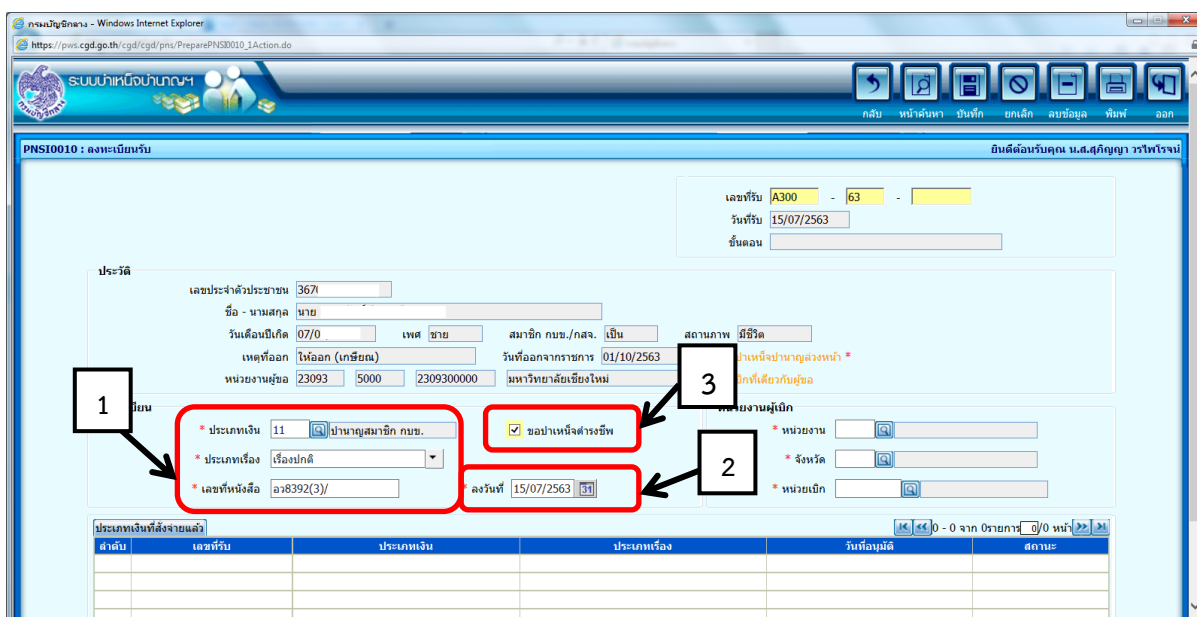 กรมบัญชีกลาง - Windows Internet Explorer
https://pws.cgd.go.th/cgd/cgd/pns/PreparePNSI0010_1Action.do
ระบบบำเหน็จบำนาญฯ
กรมบัญชีกลาง
กลับ หน้าค้นหา บันทึก ยกเลิก ลบข้อมูล พิมพ์ ออก
PNSI0010 : ลงทะเบียนรับ ยินดีต้อนรับคุณ น.ส.สุภิญญา วรไพโรจน์
เลขที่รับ A300 - 63 -
วันที่รับ 15/07/2563
ขั้นตอน
ประวัติ
เลขประจำตัวประชาชน 367
ชื่อ - นามสกุล นาย
วันเดือนปีเกิด 07/0 เพศ ชาย สมาชิก กบข./กสจ. เป็น สถานภาพ มีชีวิต
เหตุที่ออก ให้ออก (เกษียณ) วันที่ออกจากราชการ 01/10/2563 ลวงหน้า *
หน่วยงานผู้ขอ 23093 5000 2309300000 มหาวิทยาลัยเชียงใหม่ ที่เดียวกับผู้ขอ
1
3
2
หน่วยงานผู้เบิก
* ประเภทเงิน 11 บำนาญสมาชิก กบข. ขอบำเหน็จดำรงชีพ * หน่วยงาน
* ประเภทเรื่อง เรื่องปกติ * จังหวัด
* เลขที่หนังสือ อว8392(3)/ * ลงวันที่ 15/07/2563 31 * หน่วยเบิก
ประเภทเงินที่สั่งจ่ายแล้ว 0 - 0 จาก 0รายการ 0/0 หน้า
ลำดับ เลขที่รับ ประเภทเงิน ประเภทเรื่อง วันที่อนุมัติ สถานะ